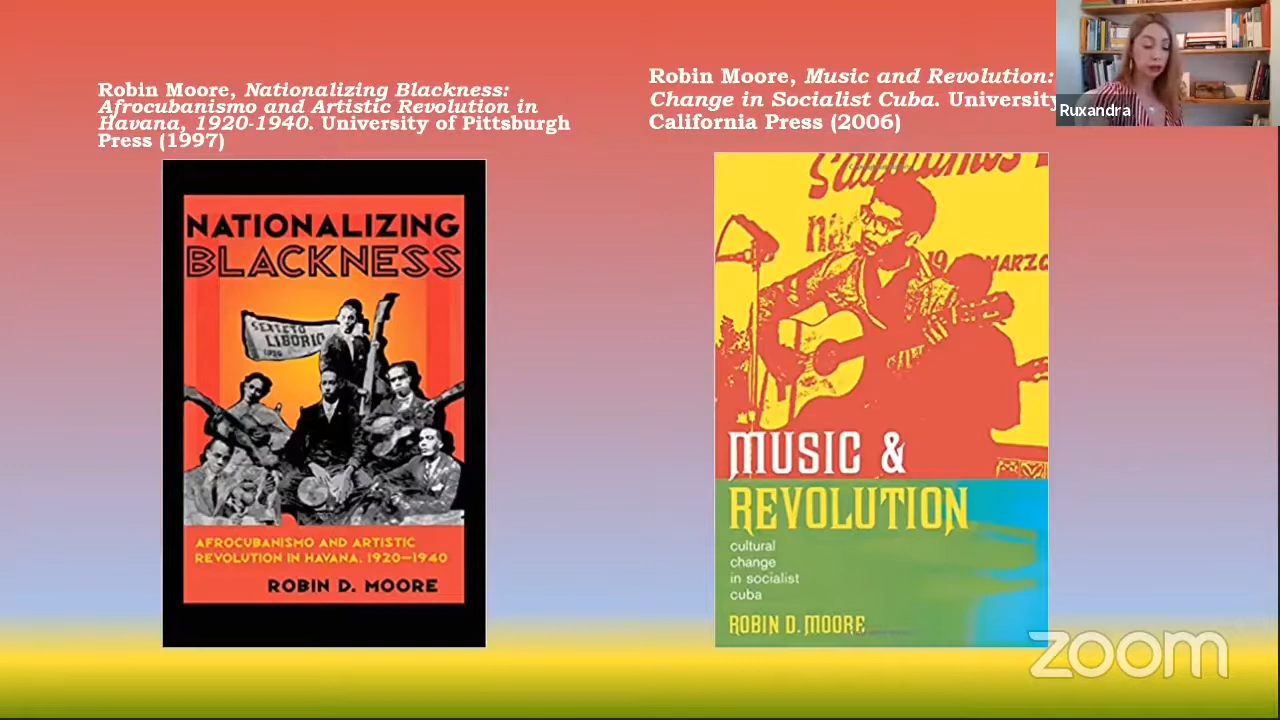 Robin Moore, Nationalizing Blackness:
Afrocubanismo and Artistic Revolution in
Havana, 1920-1940. University of Pittsburgh
Press (1997)
NATIONALIZING
BLACKNESS
SEXTETO
LIBORIO
1926
AFROCUBANISMO AND ARTISTIC
REVOLUTION IN HAVANA, 1920–1940
ROBIN D. MOORE
Robin Moore, Music and Revolution:
Change in Socialist Cuba. University
California Press (2006)
19 MARZO
MUSIC &
REVOLUTION
cultural
change
in socialist
cuba
ROBIN D. MOORE
Ruxandra
zoom